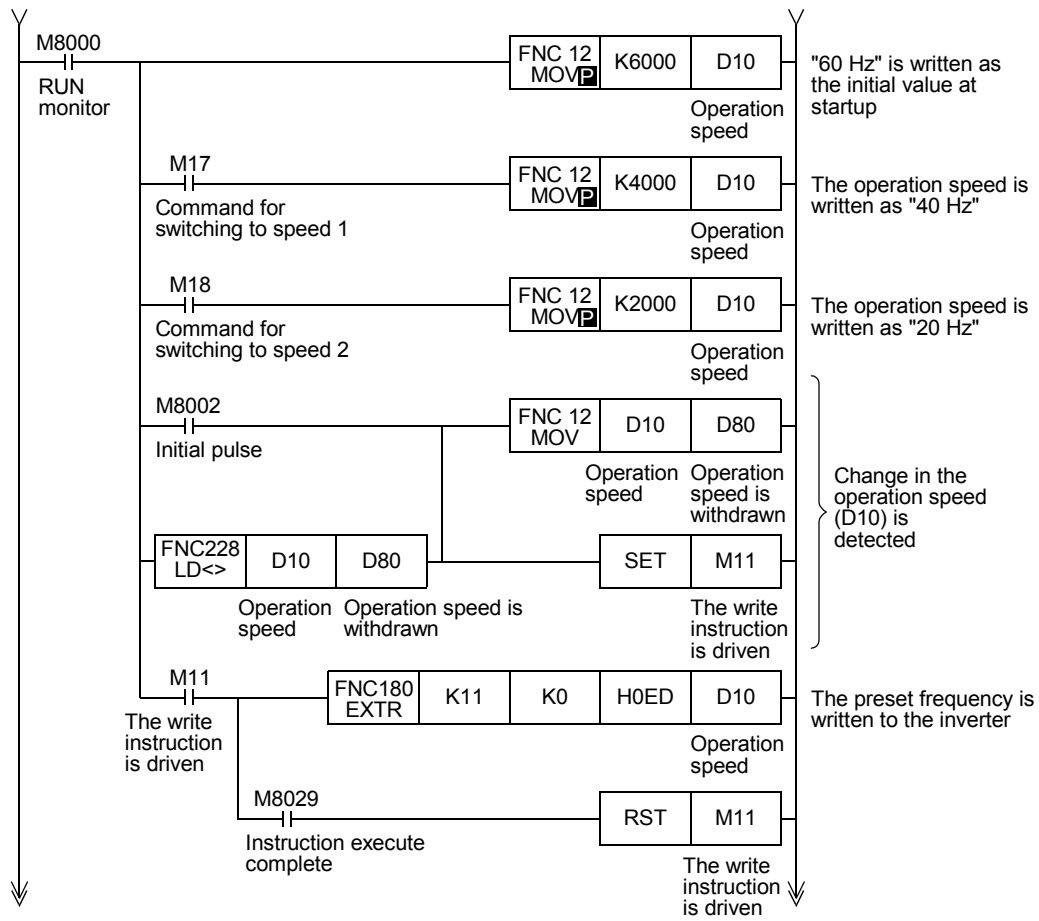 M8000
RUN
monitor
FNC 12
MOVP
K6000
D10
Operation
speed
"60 Hz" is written as
the initial value at
startup
M17
Command for
switching to speed 1
FNC 12
MOVP
K4000
D10
Operation
speed
The operation speed is
written as "40 Hz"
M18
Command for
switching to speed 2
FNC 12
MOVP
K2000
D10
Operation
speed
The operation speed is
written as "20 Hz"
M8002
Initial pulse
FNC 12
MOV
D10
D80
Operation
speed
Operation
speed is
withdrawn
Change in the
operation speed
(D10) is
detected
FNC228
LD<>
D10
D80
Operation
speed
Operation speed is
withdrawn
SET
M11
The write
instruction
is driven
M11
The write
instruction
is driven
FNC180
EXTR
K11
K0
H0ED
D10
Operation
speed
The preset frequency is
written to the inverter
M8029
Instruction execute
complete
RST
M11
The write
instruction
is driven